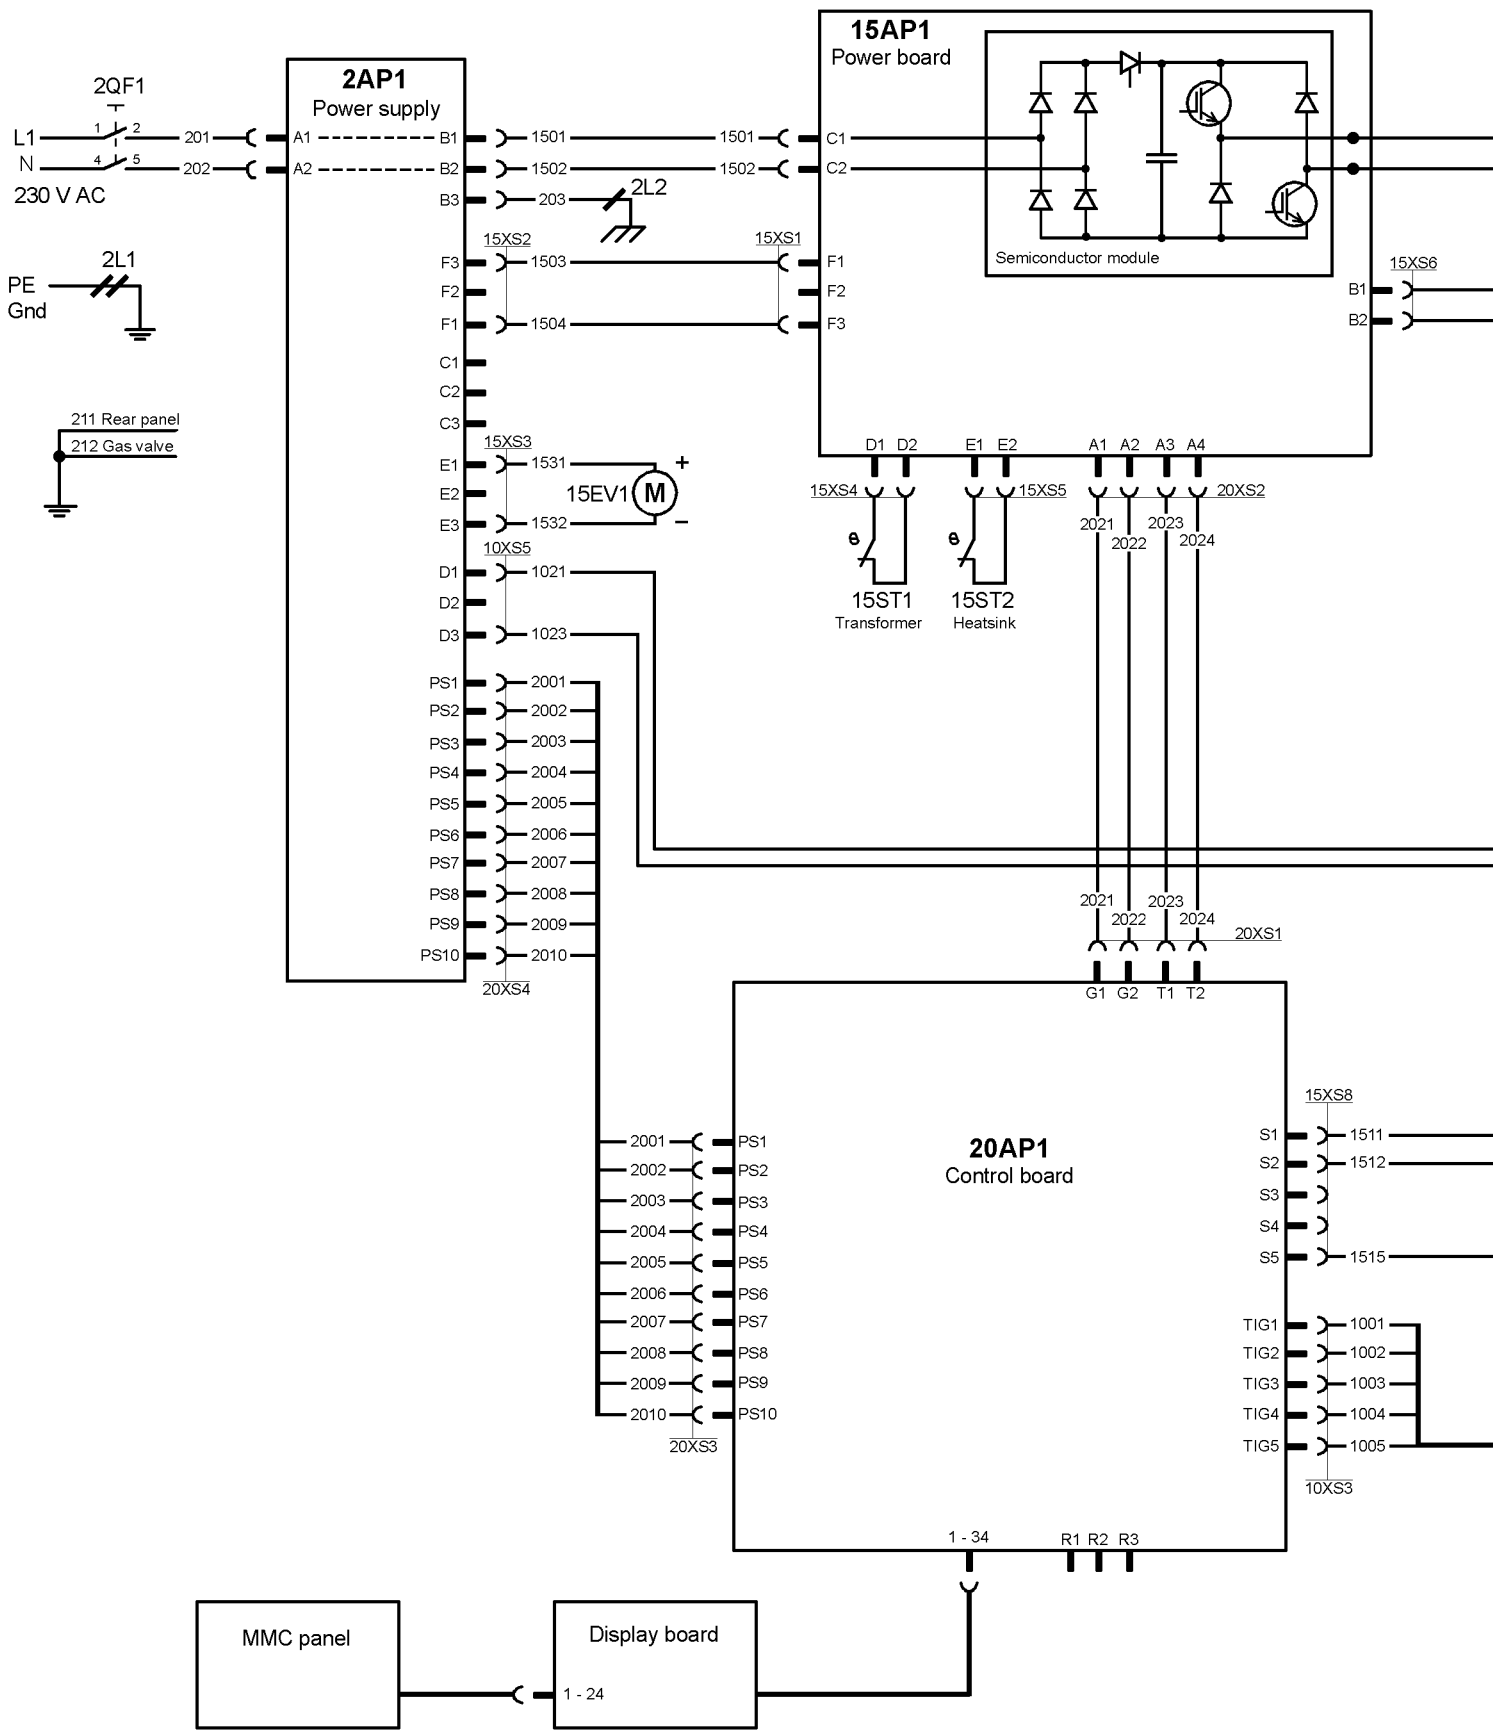 15AP1
Power board
2AP1
Power supply
2QF1
L1 1 2 201 A1 B1 1501 1501 C1
N 4 5 202 A2 B2 1502 1502 C2
230 V AC
B3 203 2L2
Semiconductor module
15XS2 15XS1
F3 1503 F1
F2 F2
F1 1504 F3
2L1
PE
Gnd
15XS6
B1
B2
C1
C2
C3
211 Rear panel
212 Gas valve
15XS3
E1 1531 +
E2 15EV1 M
E3 1532 –
D1 D2 E1 E2 A1 A2 A3 A4
15XS4 15XS5 20XS2
2021 2022 2023 2024
15ST1 15ST2
Transformer Heatsink
10XS5
D1 1021
D2
D3 1023
PS1 2001
PS2 2002
PS3 2003
PS4 2004
PS5 2005
PS6 2006
PS7 2007
PS8 2008
PS9 2009
PS10 2010
20XS4
2021 2022 2023 2024
20XS1
G1 G2 T1 T2
20AP1
Control board
2001 PS1
2002 PS2
2003 PS3
2004 PS4
2005 PS5
2006 PS6
2007 PS7
2008 PS8
2009 PS9
2010 PS10
20XS3
15XS8
S1 1511
S2 1512
S3
S4
S5 1515
TIG1 1001
TIG2 1002
TIG3 1003
TIG4 1004
TIG5 1005
10XS3
1 - 34 R1 R2 R3
MMC panel
Display board
1 - 24